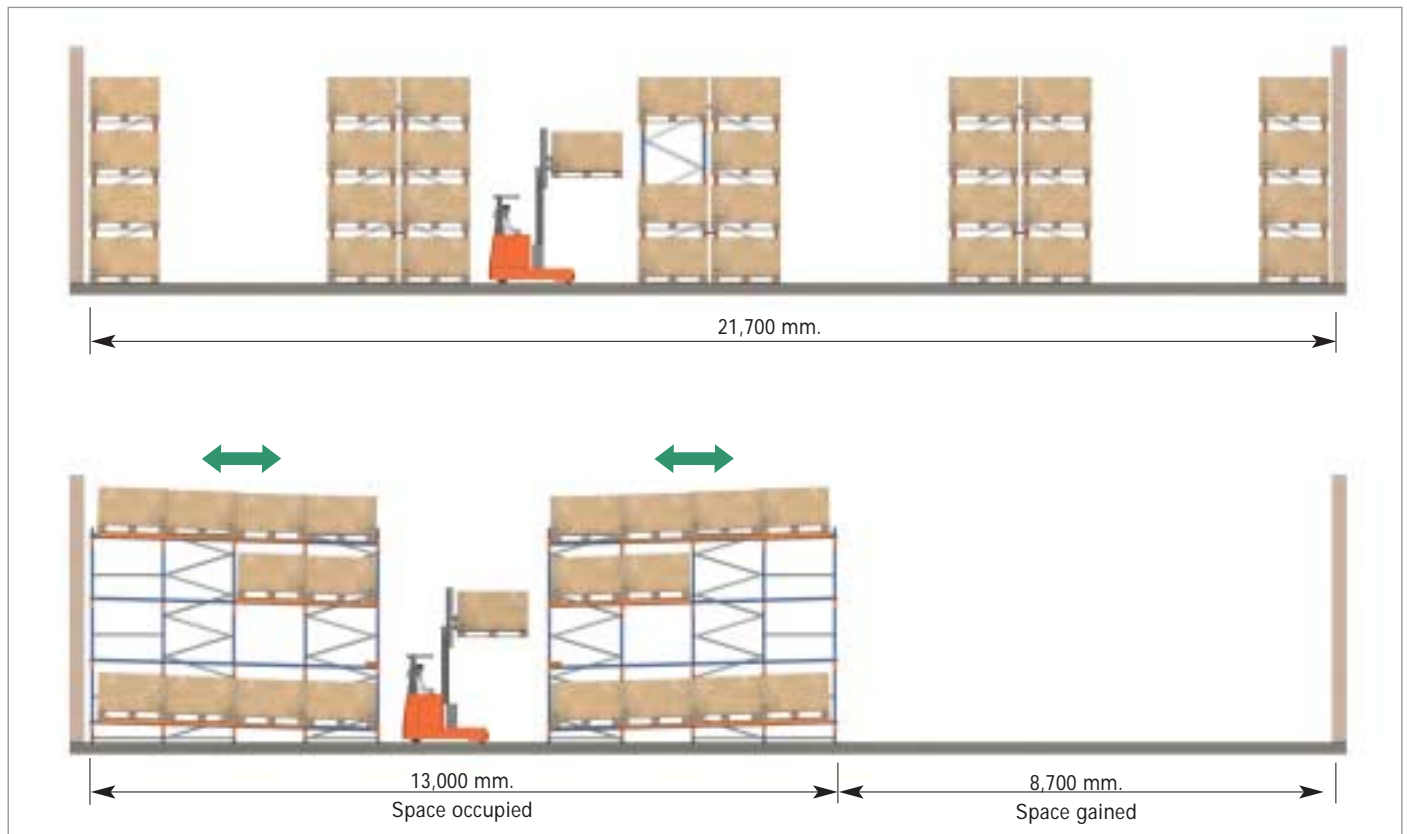 21,700 mm.
13,000 mm.
Space occupied
8,700 mm.
Space gained